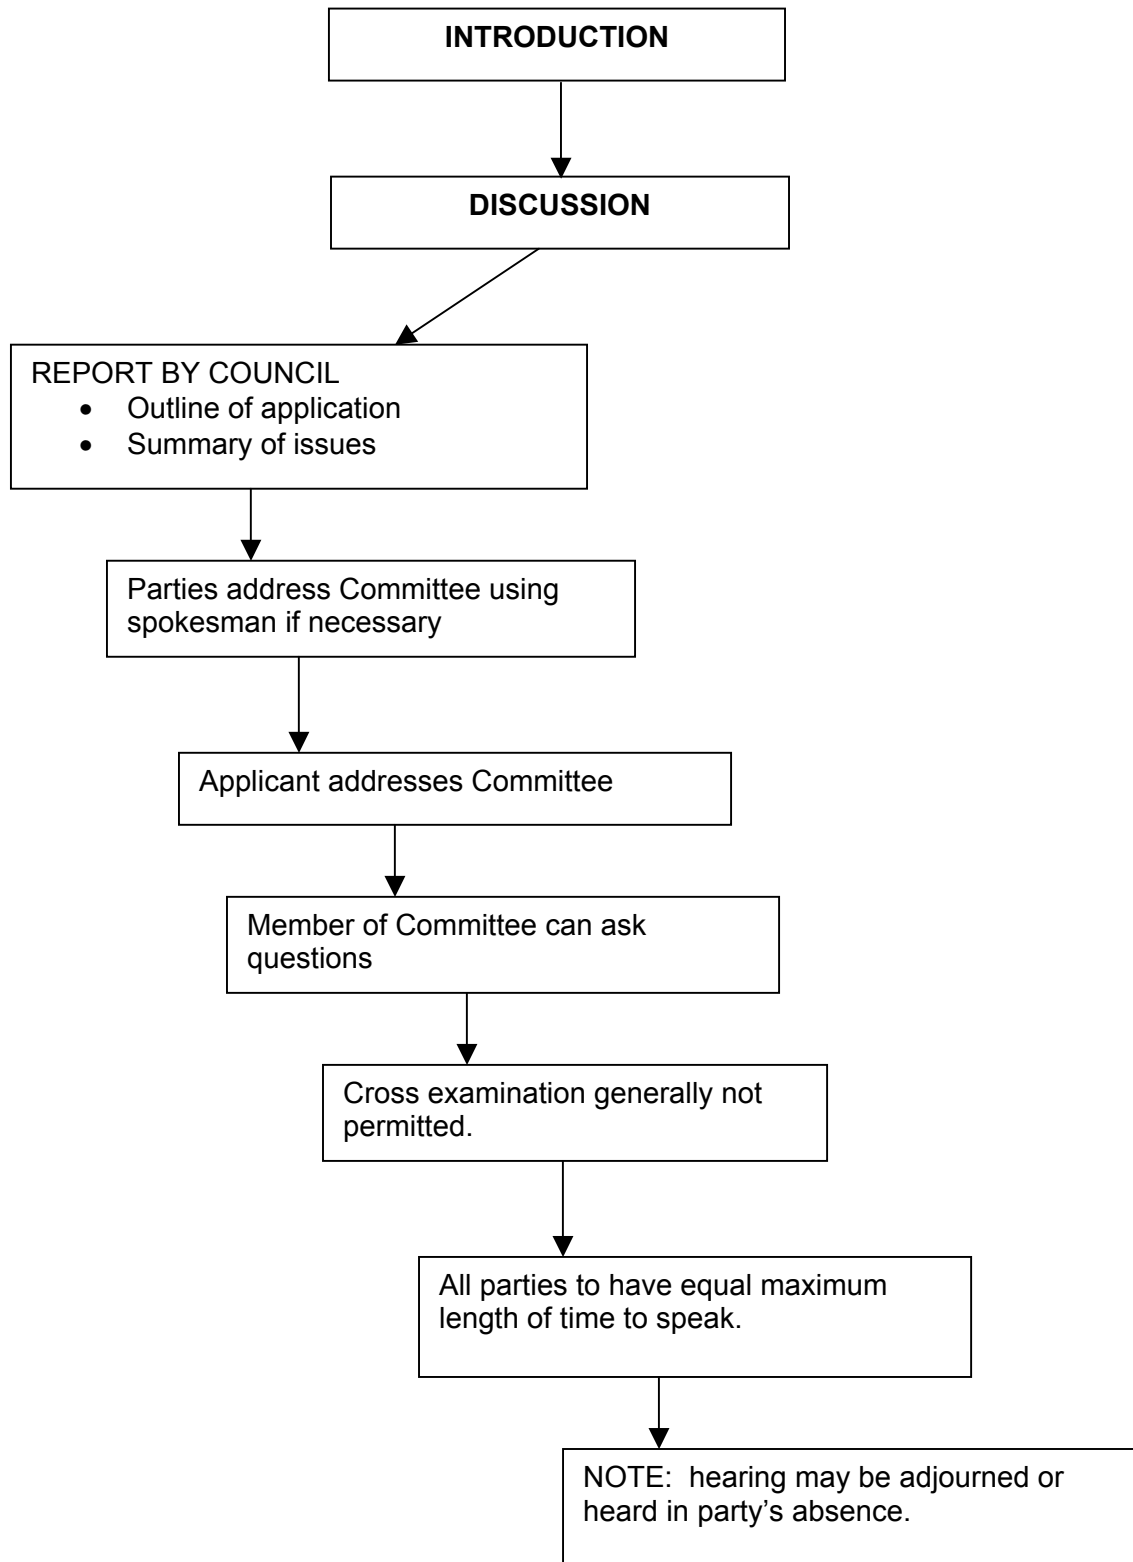 INTRODUCTION
DISCUSSION
REPORT BY COUNCIL
• Outline of application
• Summary of issues
Parties address Committee using
spokesman if necessary
Applicant addresses Committee
Member of Committee can ask
questions
Cross examination generally not
permitted.
All parties to have equal maximum
length of time to speak.
NOTE:  hearing may be adjourned or
heard in party’s absence.